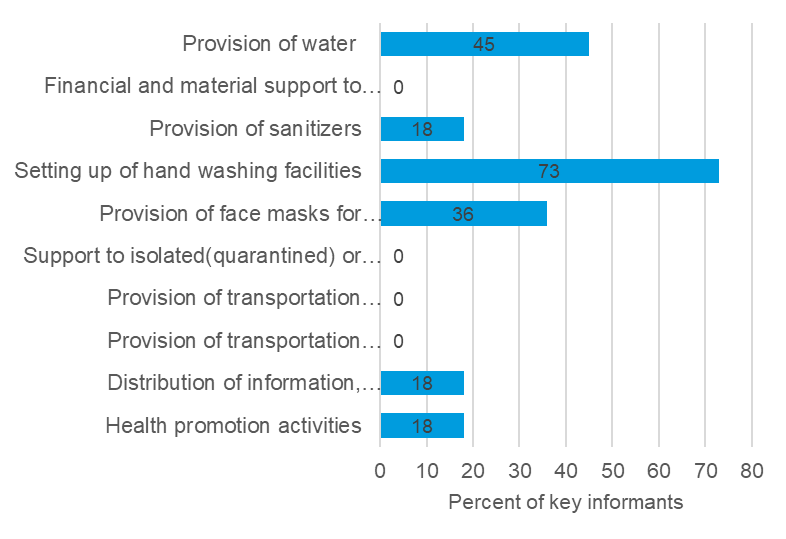 Provision of water 45
Financial and material support to… 0
Provision of sanitizers 18
Setting up of hand washing facilities 73
Provision of face masks for… 36
Support to isolated(quarantined) or… 0
Provision of transportation… 0
Provision of transportation… 0
Distribution of information,… 18
Health promotion activities 18
0 10 20 30 40 50 60 70 80
Percent of key informants